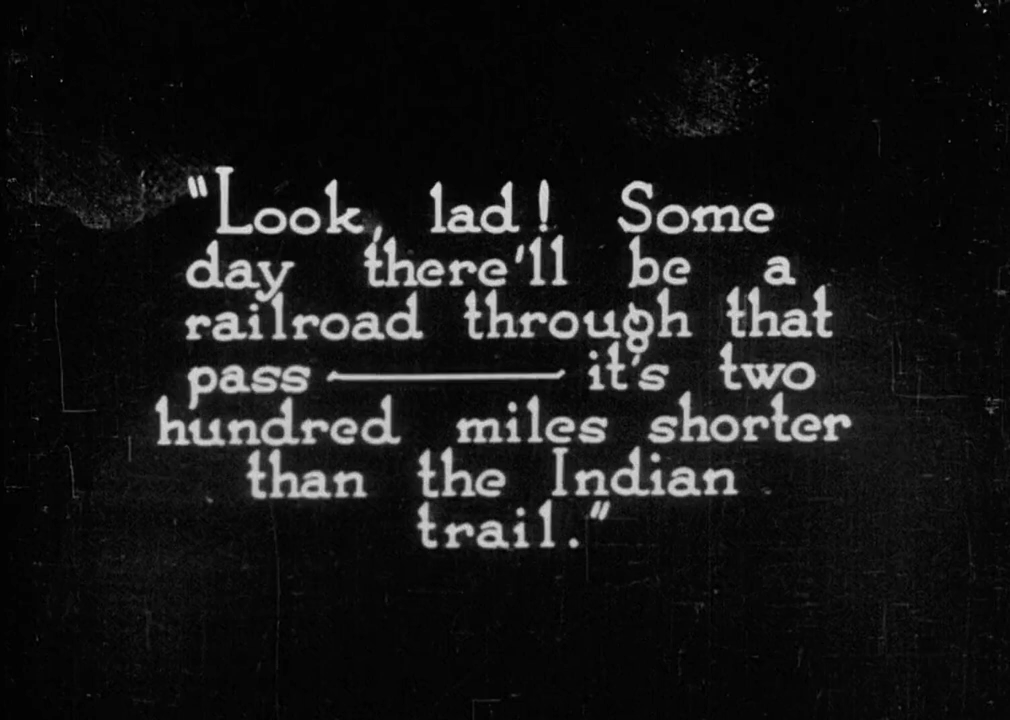 "Look, lad! Some
day there'll be a
railroad through that
pass — it's two
hundred miles shorter
than the Indian
trail."